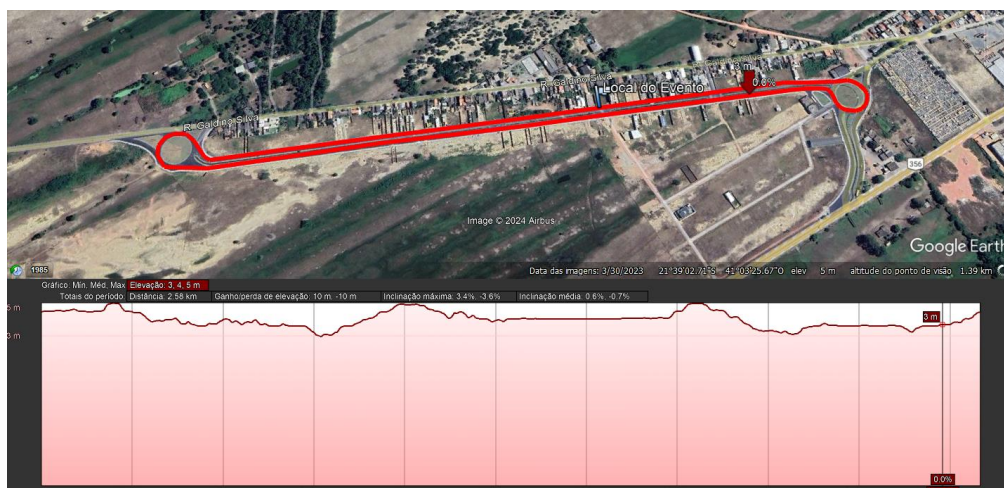 3 m
0.0%
R. Galdino Silva
Local do Evento
R. Galdino Silva
356
Image © 2024 Airbus
Google Earth
1985
Data das imagens: 3/30/2023 21°39'02.71"S 41°03'25.67"O elev 5 m altitude do ponto de visão 1.39 km
Gráfico: Mín, Méd, Máx Elevação: 3, 4, 5 m
Totais do período: Distância: 2.58 km Ganho/perda de elevação: 10 m, -10 m Inclinação máxima: 3.4%, -3.6% Inclinação média: 0.6%, -0.7%
5 m
3 m
3 m
0.0%